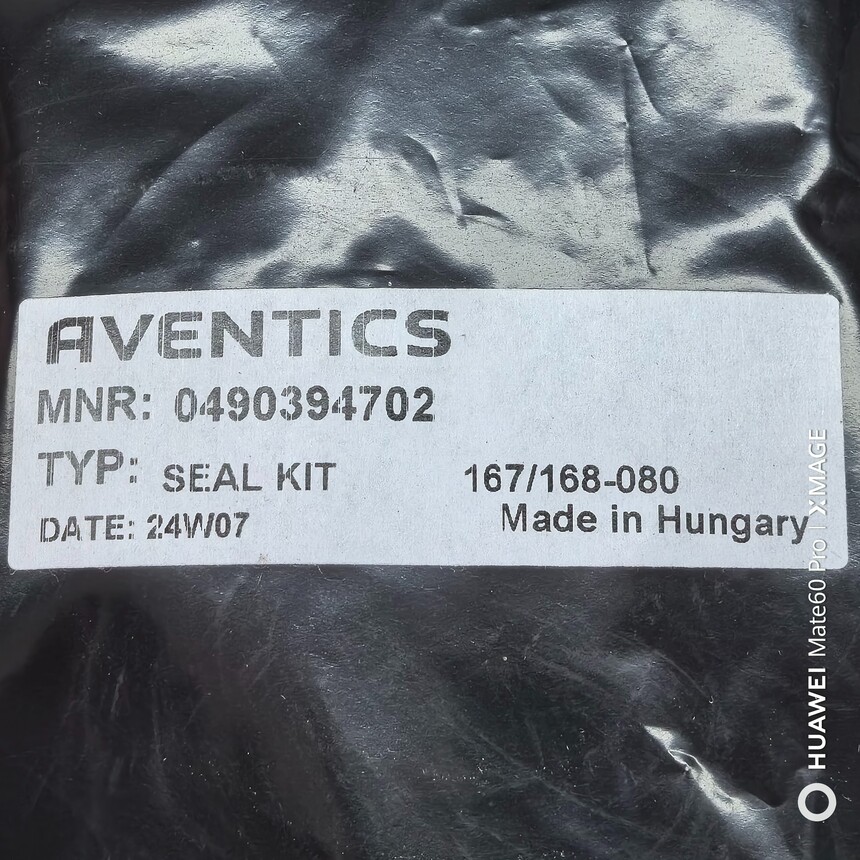 AVENTICS
MNR: 0490394702
TYP: SEAL KIT 167/168-080
DATE: 24W07 Made in Hungary
HUAWEI Mate60 Pro | XMAGE